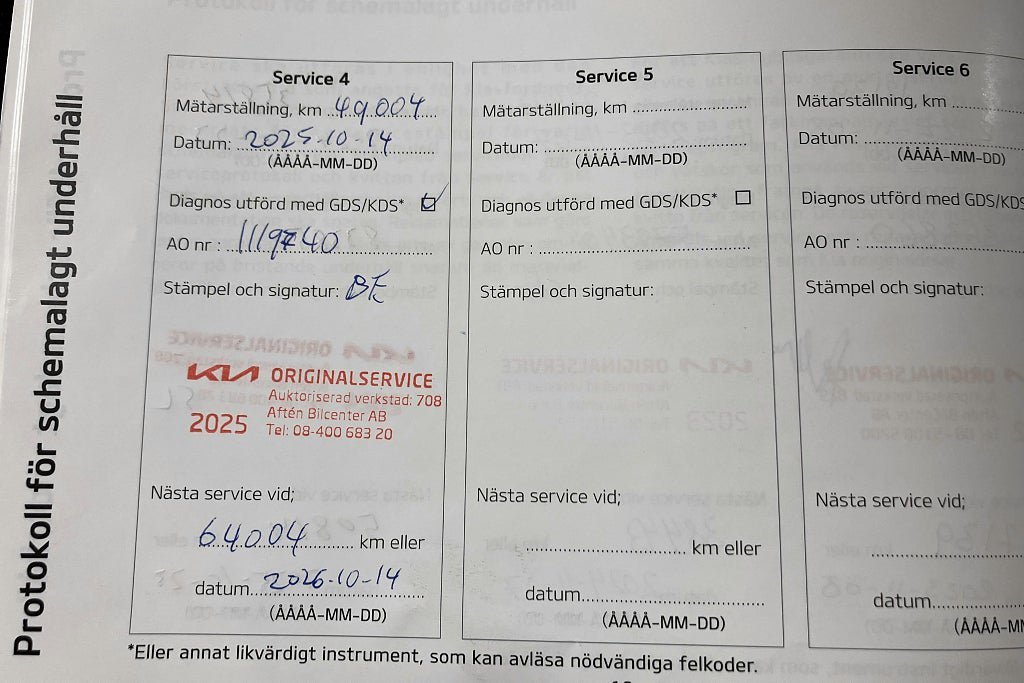 Protokoll för schemalagt underhåll
Service 4
Mätarställning, km 49004
Datum: 2025-10-14
(ÅÅÅÅ-MM-DD)
Diagnos utförd med GDS/KDS*
AO nr :
Stämpel och signatur: BE
KIA ORIGINALSERVICE
Auktoriserad verkstad: 708
2025 Aftén Bilcenter AB
Tel: 08-400 683 20
Nästa service vid;
64004 km eller
datum 2026-10-14
(ÅÅÅÅ-MM-DD)
Service 5
Mätarställning, km
Datum:
(ÅÅÅÅ-MM-DD)
Diagnos utförd med GDS/KDS*
AO nr :
Stämpel och signatur:
Nästa service vid;
km eller
datum
(ÅÅÅÅ-MM-DD)
Service 6
Mätarställning, km
Datum:
(ÅÅÅÅ-MM-DD)
Diagnos utförd med GDS/KDS
AO nr :
Stämpel och signatur:
Nästa service vid;
datum
(ÅÅÅÅ-MM
*Eller annat likvärdigt instrument, som kan avläsa nödvändiga felkoder.